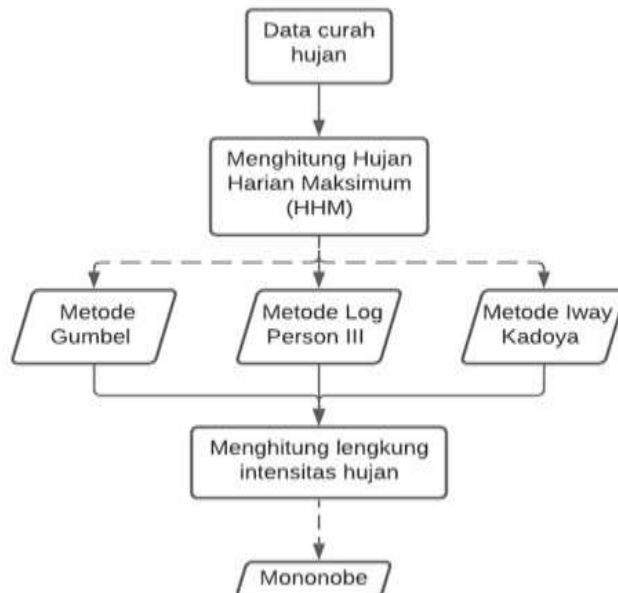 Data curah
hujan
Menghitung Hujan
Harian Maksimum
(HHM)
Metode
Gumbel
Metode Log
Person III
Metode Iway
Kadoya
Menghitung lengkung
intensitas hujan
Mononobe